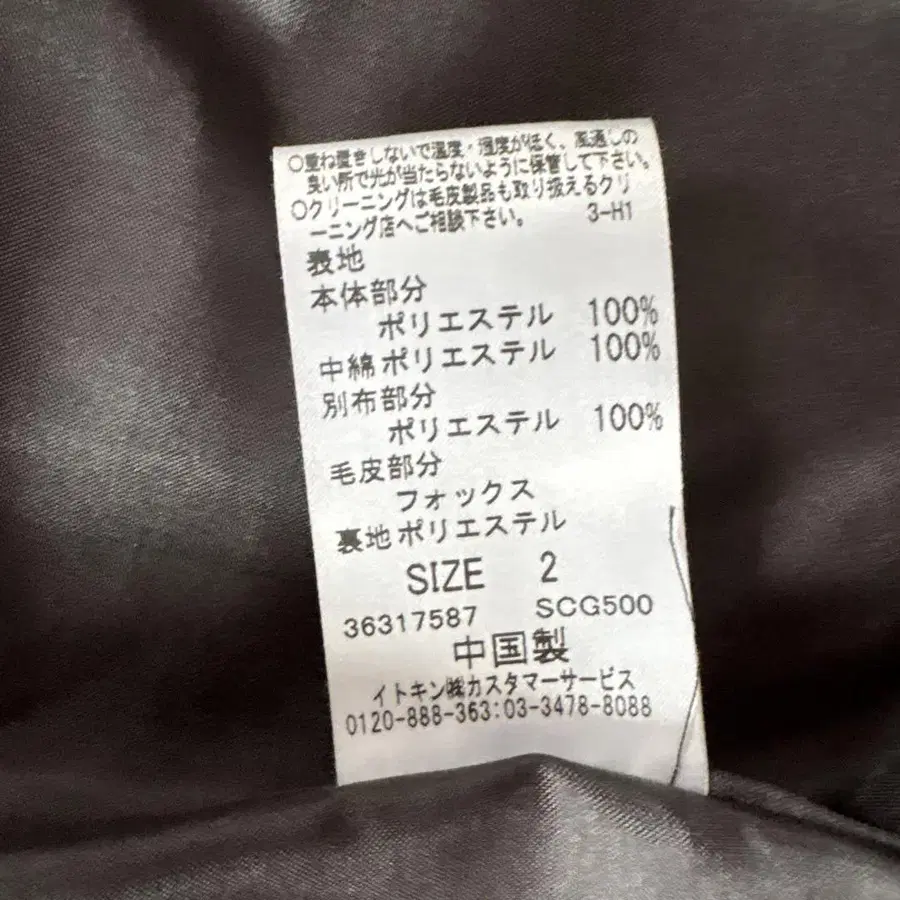 ○重ね置きしないで温度・湿度が低く、風通しの
良い所で光が当たらないように保管して下さい。
○クリーニングは毛皮製品も取り扱えるクリ
ーニング店へご相談下さい。 3-H1
表地
本体部分
ポリエステル 100%
中綿ポリエステル 100%
別布部分
ポリエステル 100%
毛皮部分
フォックス
裏地ポリエステル
SIZE 2
36317587 SCG500
中国製
イトキン㈱カスタマーサービス
0120-888-363:03-3478-8088